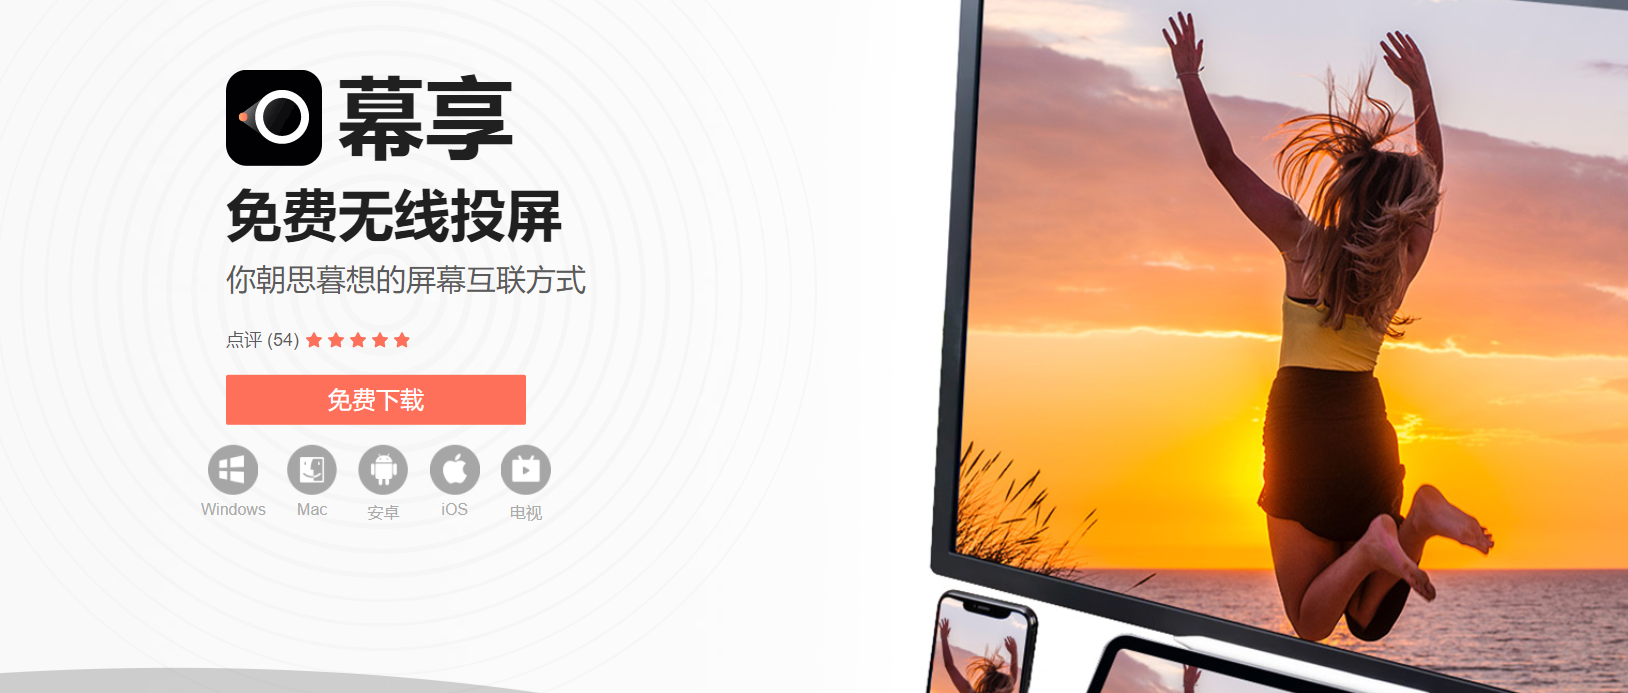 幕享
免费无线投屏
你朝思暮想的屏幕互联方式
点评 (54)
免费下载
Windows Mac 安卓 iOS 电视